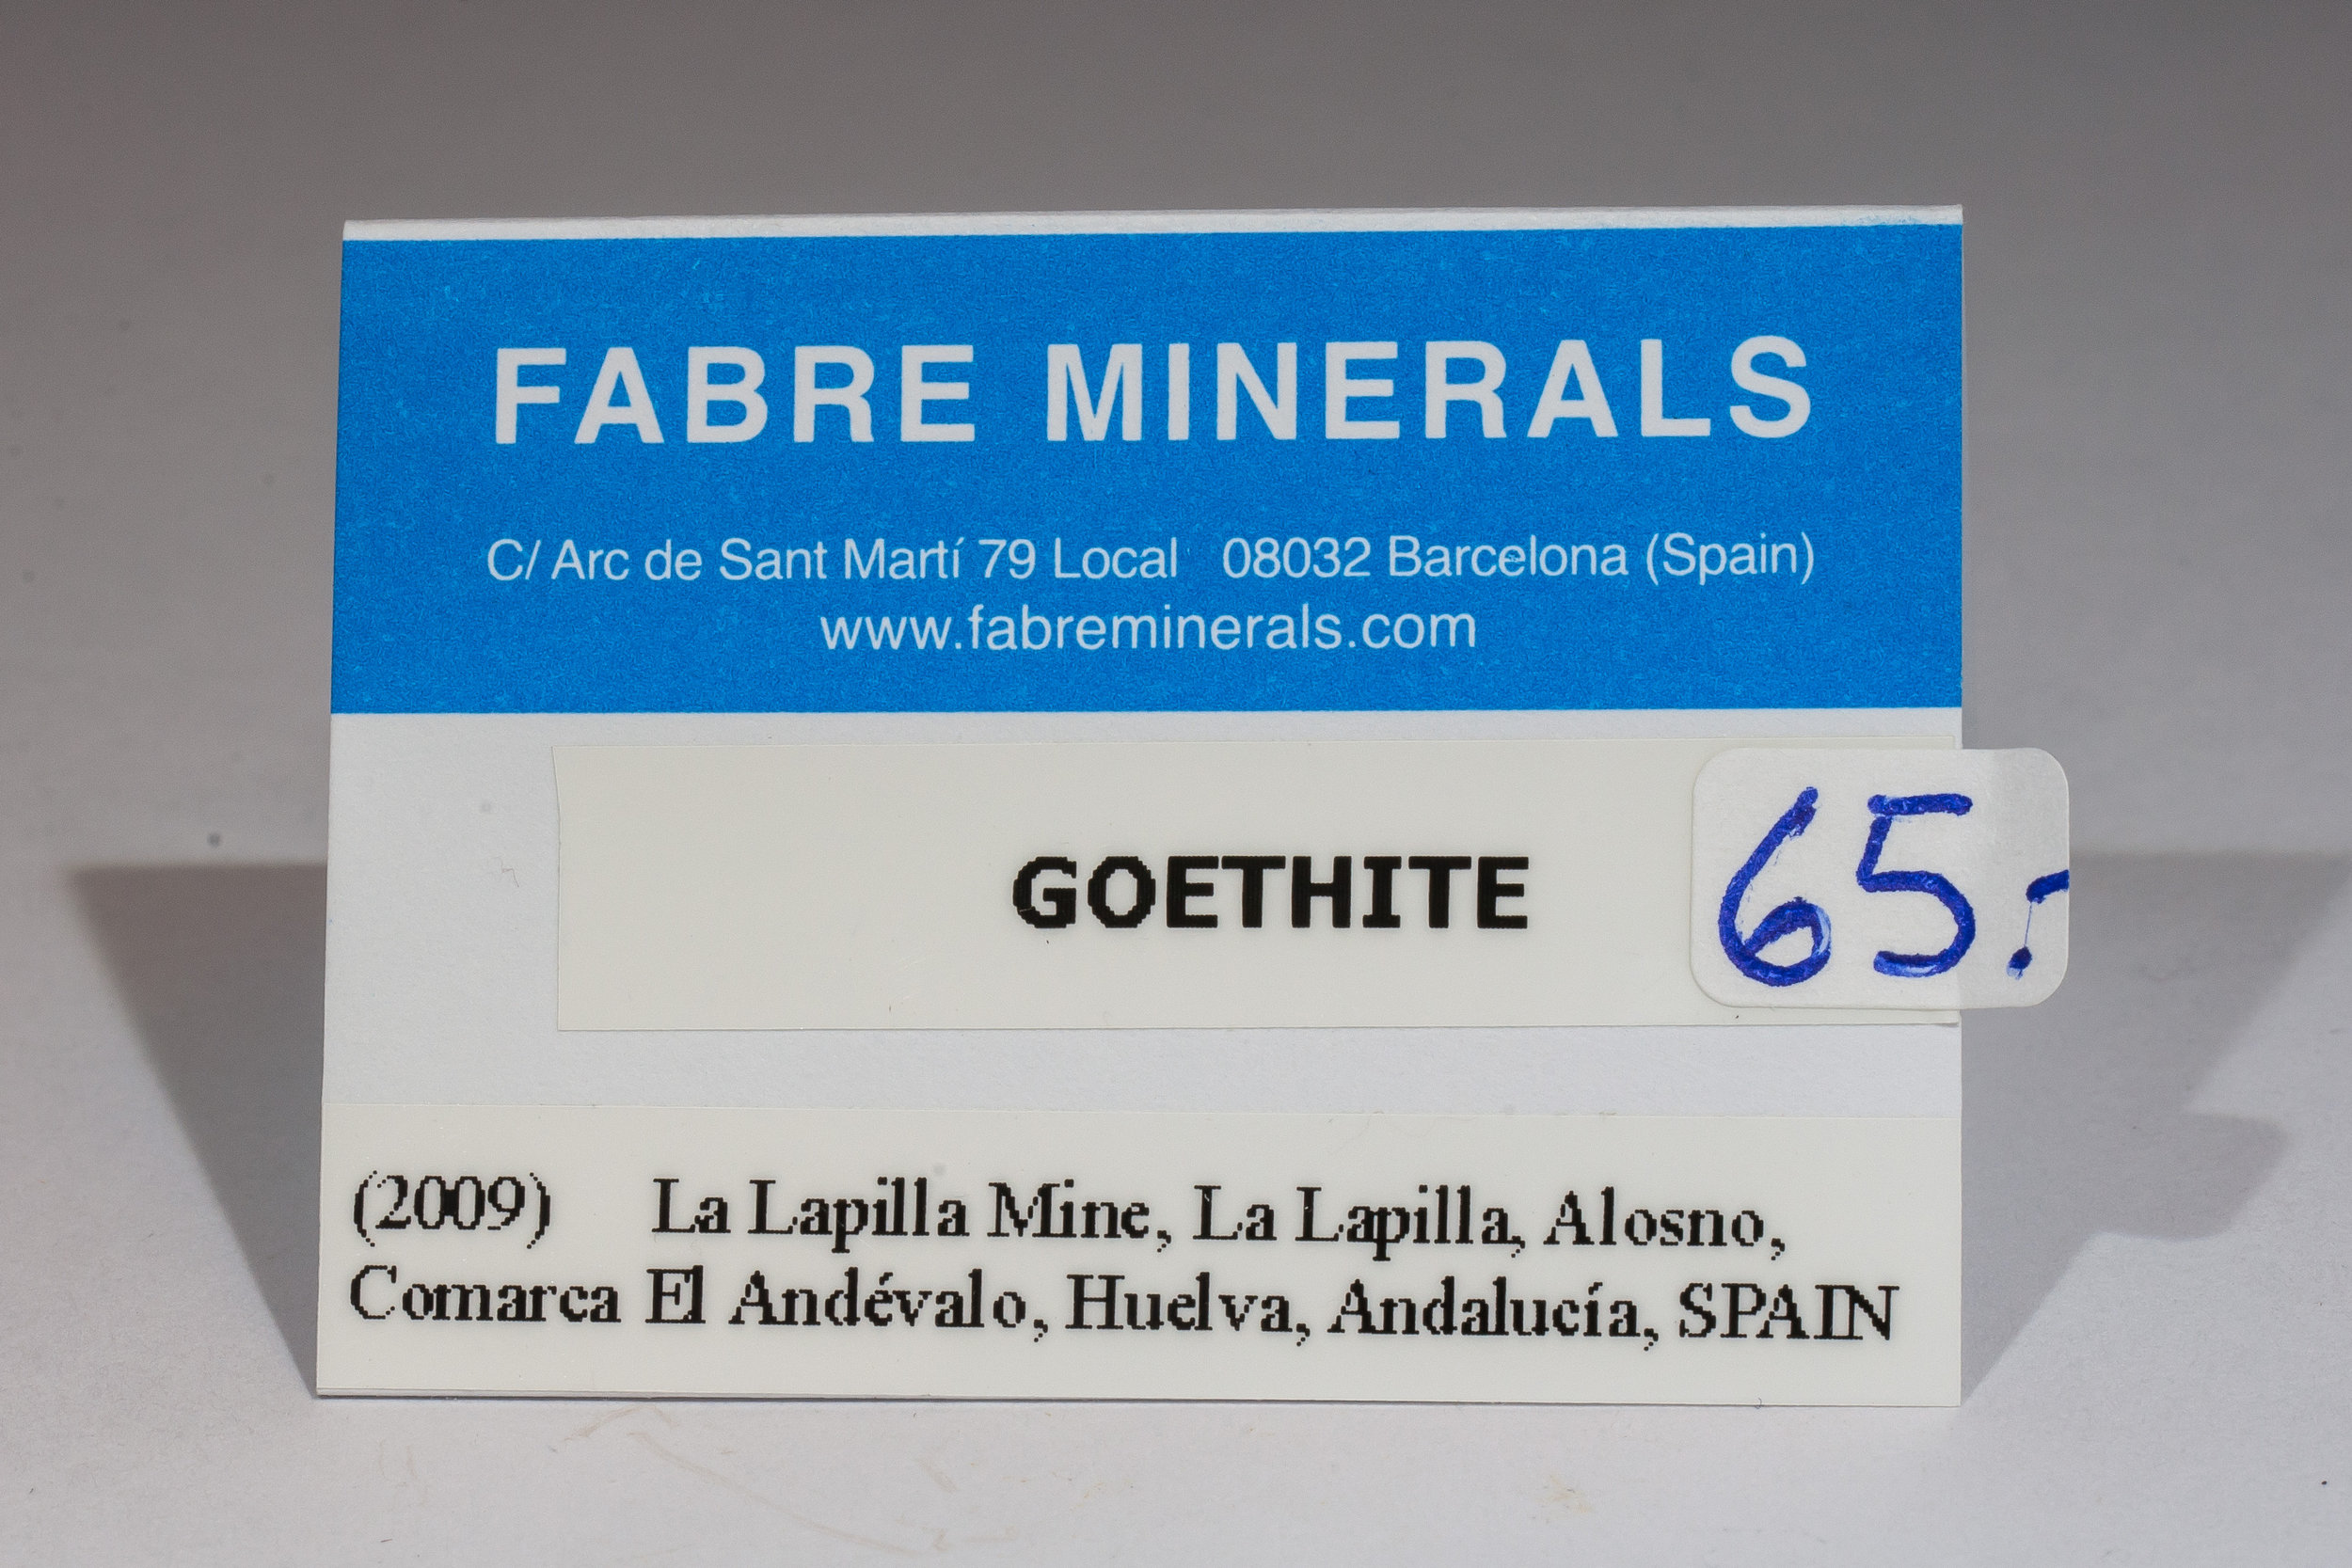 FABRE MINERALS
C/ Arc de Sant Martí 79 Local 08032 Barcelona (Spain)
www.fabreminerals.com
GOETHITE
65.-
(2009) La Lapilla Mine, La Lapilla, Alosno,
Comarca El Andévalo, Huelva, Andalucía, SPAIN